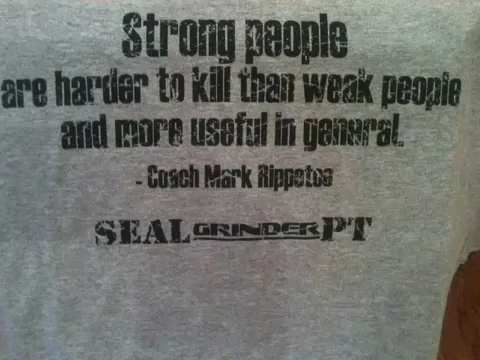 Strong people
are harder to kill than weak people
and more useful in general.
- Coach Mark Rippetoe
SEAL GRINDER PT